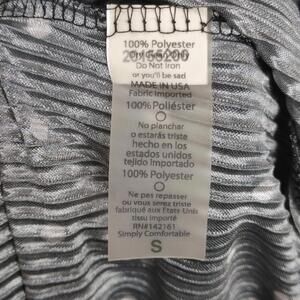 100% Polyester
20155200
Do Not Iron
or you'll be sad
MADE IN USA
Fabric Imported
100% Poliéster
No planchar
o estarás triste
hecho en los
estados unidos
tejido Importado
100% Polyester
Ne pas repasser
ou vous serez triste
fabriqué aux États Unis
tissu importé
RN#142161
Simply Comfortable
S